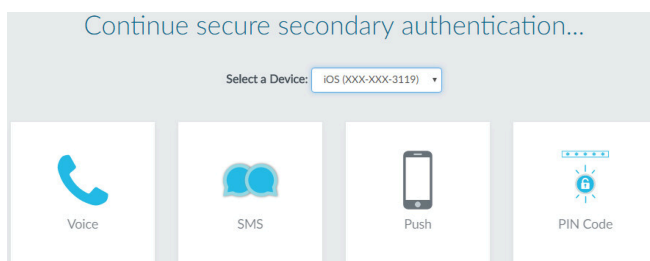 Continue secure secondary authentication...
Select a Device: iOS (XXX-XXX-3119)
Voice SMS Push PIN Code